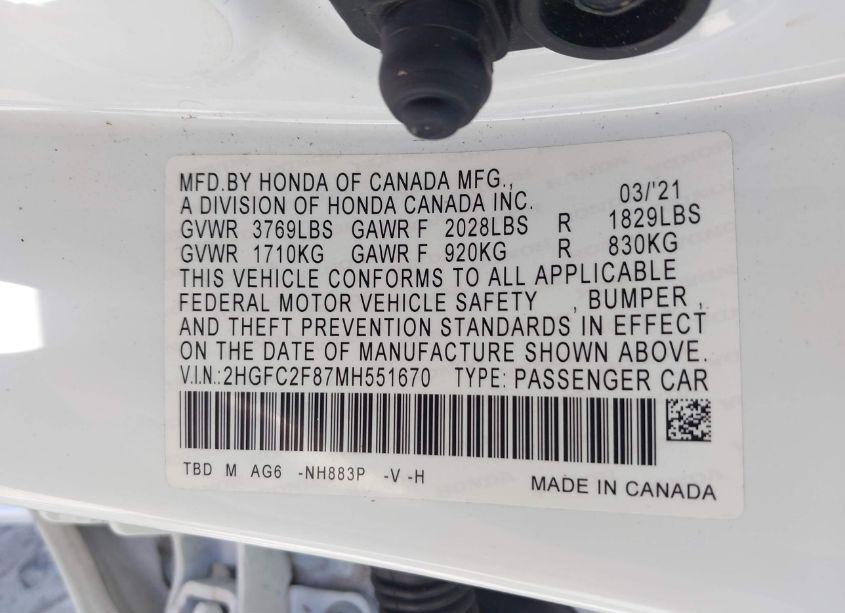 MFD.BY HONDA OF CANADA MFG., 03/'21
A DIVISION OF HONDA CANADA INC.
GVWR 3769LBS GAWR F 2028LBS R 1829LBS
GVWR 1710KG GAWR F 920KG R 830KG
THIS VEHICLE CONFORMS TO ALL APPLICABLE
FEDERAL MOTOR VEHICLE SAFETY , BUMPER ,
AND THEFT PREVENTION STANDARDS IN EFFECT
ON THE DATE OF MANUFACTURE SHOWN ABOVE.
V.I.N.:2HGFC2F87MH551670 TYPE: PASSENGER CAR
TBD M AG6 -NH883P -V -H
MADE IN CANADA